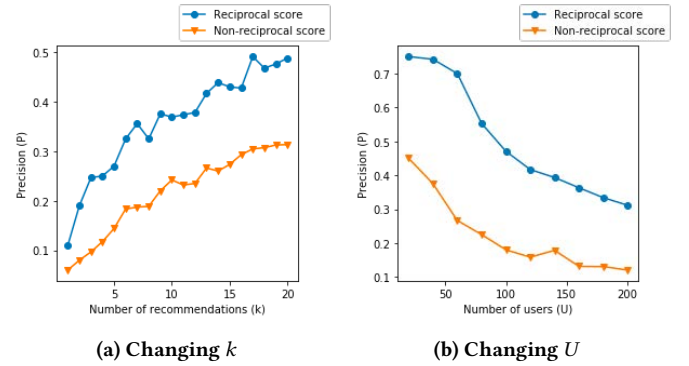 Reciprocal score
Non-reciprocal score
0.5
0.4
0.3
0.2
0.1
Precision (P)
5
10
15
20
Number of recommendations (k)
(a) Changing k
Reciprocal score
Non-reciprocal score
0.7
0.6
0.5
0.4
0.3
0.2
0.1
Precision (P)
50
100
150
200
Number of users (U)
(b) Changing U